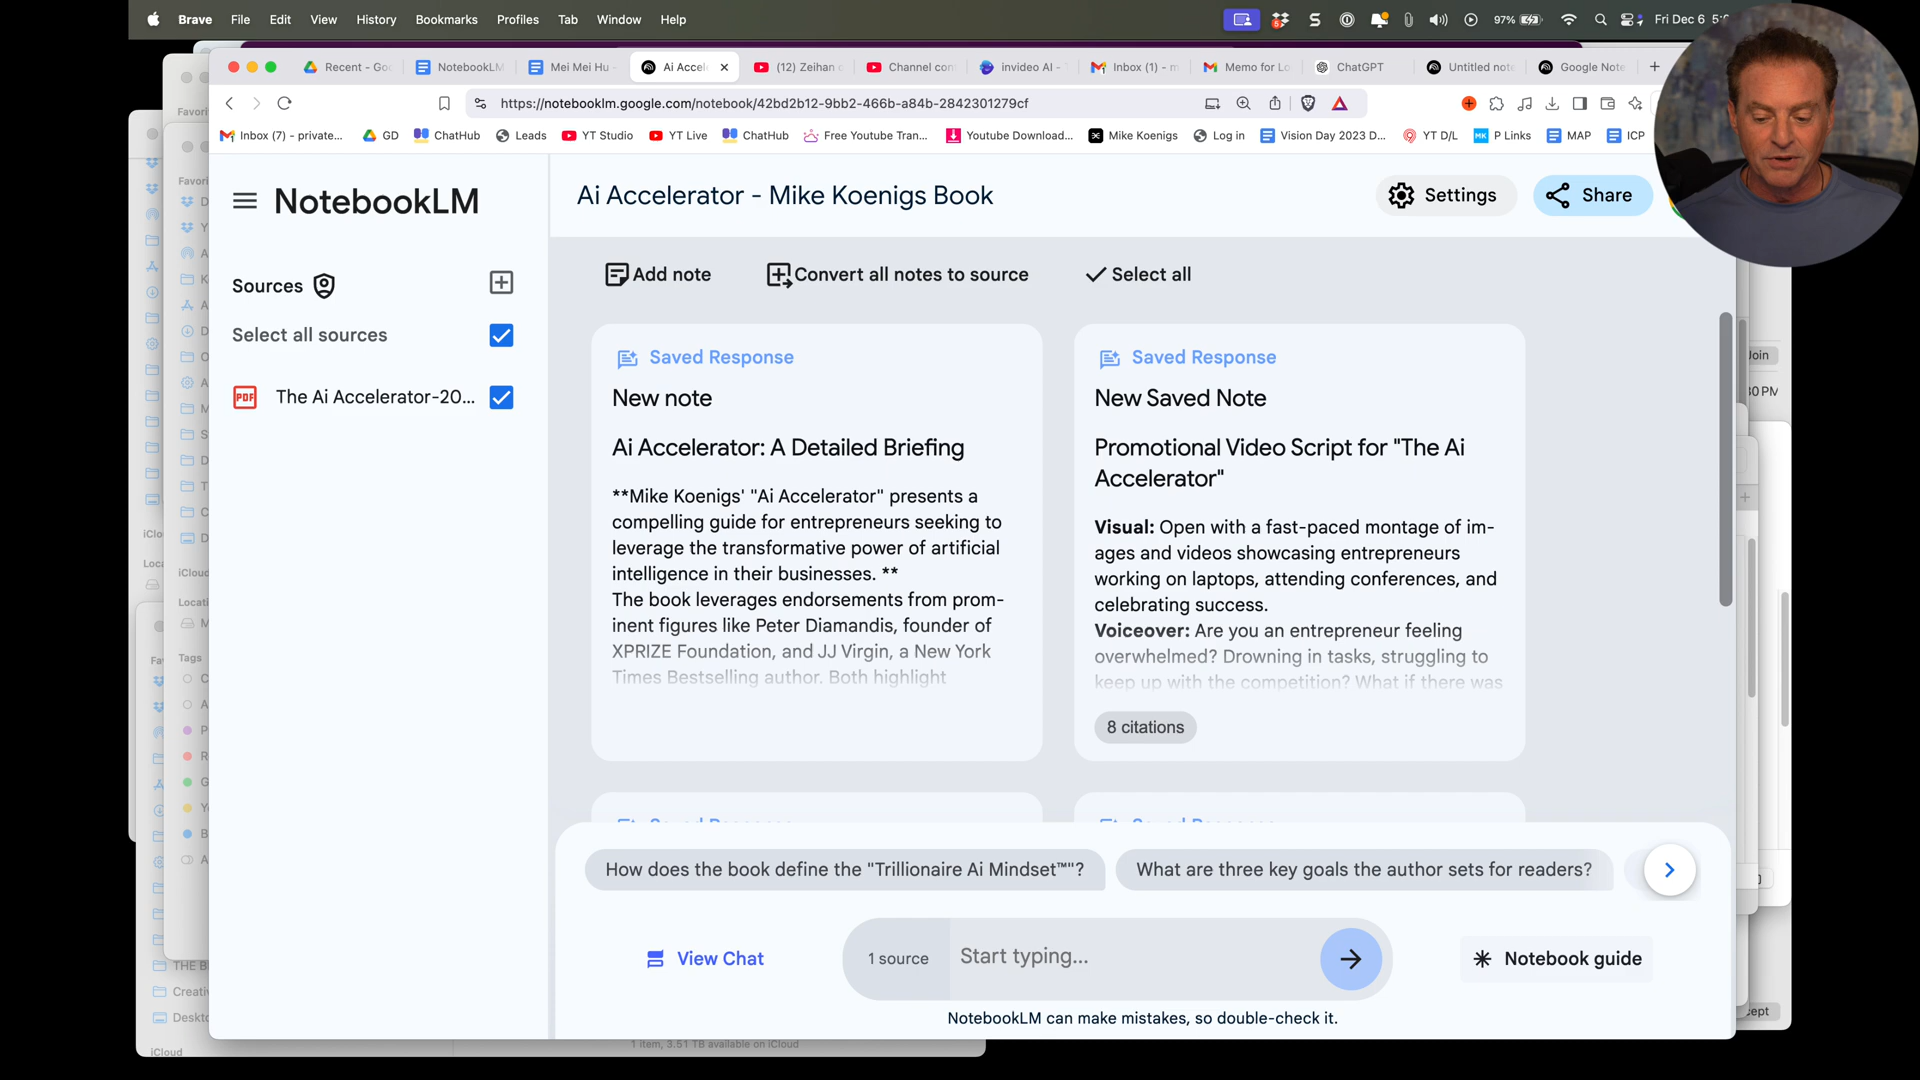 Brave File Edit View History Bookmarks Profiles Tab Window Help
97% Fri Dec 6
Recent - Goo NotebookLM Mei Mei Hu - Ai Accel (12) Zeihan Channel con invideo AI - Inbox (1) - m Memo for Lo ChatGPT Untitled note Google Note
https://notebooklm.google.com/notebook/42bd2b12-9bb2-466b-a84b-2842301279cf
Inbox (7) - private... GD ChatHub Leads YT Studio YT Live ChatHub Free Youtube Tran... Youtube Download... Mike Koenigs Log in Vision Day 2023 D... YT D/L P Links MAP ICP
NotebookLM
Ai Accelerator - Mike Koenigs Book
Settings
Share
Sources
Select all sources
The Ai Accelerator-20...
Add note
Convert all notes to source
Select all
Saved Response
New note
Ai Accelerator: A Detailed Briefing
**Mike Koenigs' "Ai Accelerator" presents a
compelling guide for entrepreneurs seeking to
leverage the transformative power of artificial
intelligence in their businesses. **
The book leverages endorsements from prom-
inent figures like Peter Diamandis, founder of
XPRIZE Foundation, and JJ Virgin, a New York
Times Bestselling author. Both highlight
Saved Response
New Saved Note
Promotional Video Script for "The Ai
Accelerator"
Visual: Open with a fast-paced montage of im-
ages and videos showcasing entrepreneurs
working on laptops, attending conferences, and
celebrating success.
Voiceover: Are you an entrepreneur feeling
overwhelmed? Drowning in tasks, struggling to
keep up with the competition? What if there was
8 citations
How does the book define the "Trillionaire Ai Mindset™"?
What are three key goals the author sets for readers?
View Chat
1 source
Start typing...
Notebook guide
NotebookLM can make mistakes, so double-check it.
Tags
iCloud
1 item, 3.51 TB available on iCloud